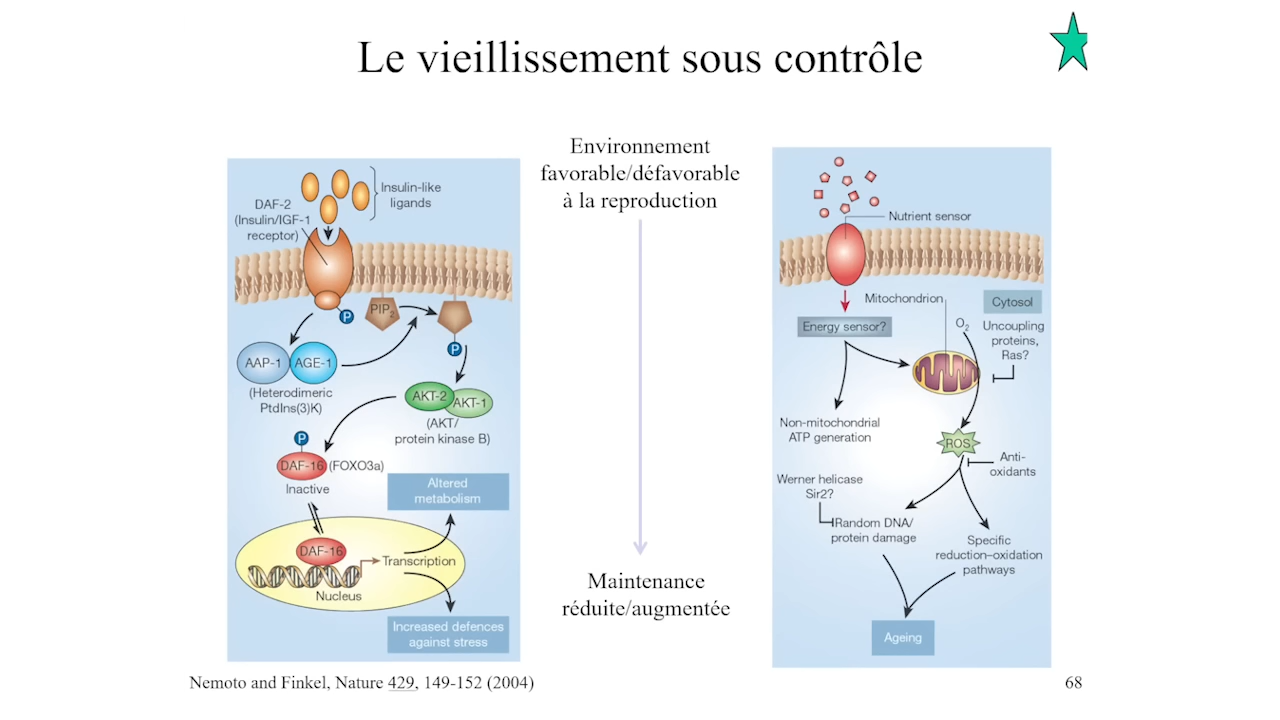 Le vieillissement sous contrôle
Environnement
favorable/défavorable
à la reproduction
Maintenance
réduite/augmentée
Insulin-like
ligands
DAF-2
(Insulin/IGF-1
receptor)
P
PIP2
P
AAP-1
AGE-1
(Heterodimeric
PtdIns(3)K)
AKT-2
AKT-1
(AKT/
protein kinase B)
P
DAF-16 (FOXO3a)
Inactive
Altered
metabolism
DAF-16
Transcription
Nucleus
Increased defences
against stress
Nutrient sensor
Mitochondrion
Cytosol
Energy sensor?
O2
Uncoupling
proteins,
Ras?
Non-mitochondrial
ATP generation
ROS
Anti-
oxidants
Werner helicase
Sir2?
Random DNA/
protein damage
Specific
reduction–oxidation
pathways
Ageing
Nemoto and Finkel, Nature 429, 149-152 (2004)
68